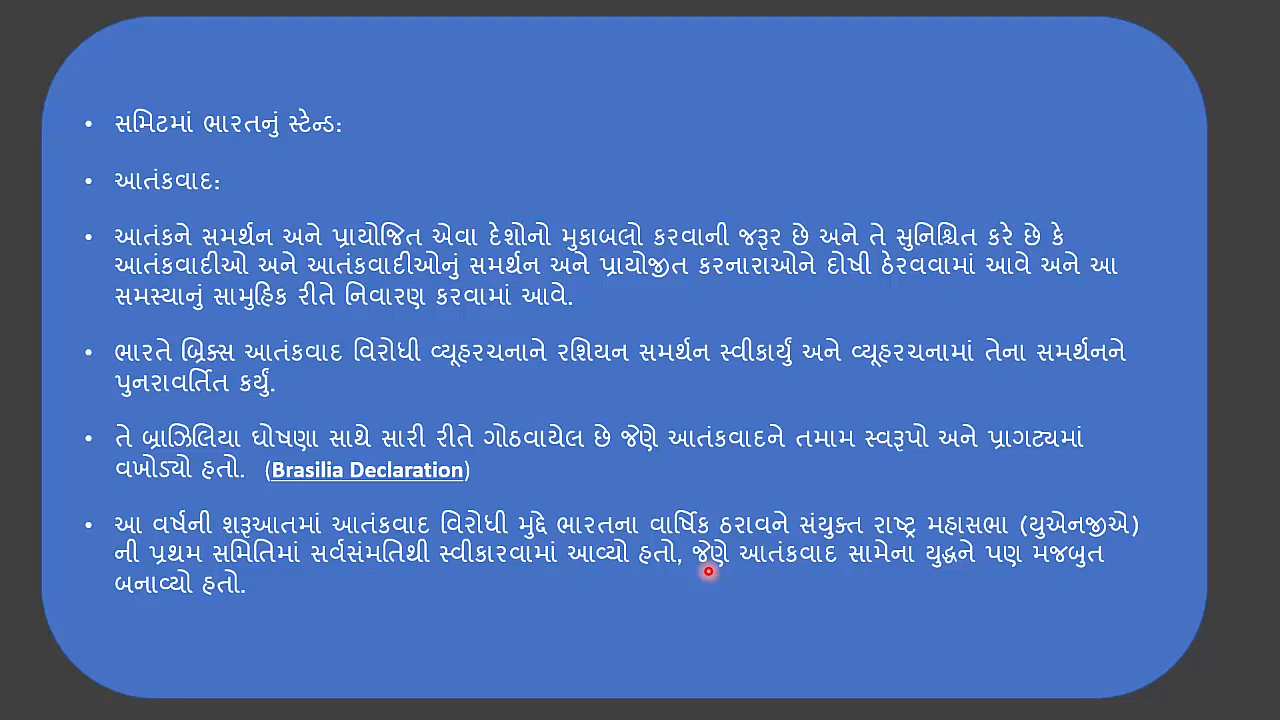 • સમિટમાં ભારતનું સ્ટેન્ડ:
• આતંકવાદ:
• આતંકને સમર્થન અને પ્રાયોજિત એવા દેશોનો મુકાબલો કરવાની જરૂર છે અને તે સુનિશ્ચિત કરે છે કે
આતંકવાદીઓ અને આતંકવાદીઓનું સમર્થન અને પ્રાયોજીત કરનારાઓને દોષી ઠેરવવામાં આવે અને આ
સમસ્યાનું સામુહિક રીતે નિવારણ કરવામાં આવે.
• ભારતે બ્રિક્સ આતંકવાદ વિરોધી વ્યૂહરચનાને રશિયન સમર્થન સ્વીકાર્યું અને વ્યૂહરચનામાં તેના સમર્થનને
પુનરાવર્તિત કર્યું.
• તે બ્રાઝિલિયા ઘોષણા સાથે સારી રીતે ગોઠવાયેલ છે જેણે આતંકવાદને તમામ સ્વરૂપો અને પ્રાગટ્યમાં
વખોડ્યો હતો. (Brasilia Declaration)
• આ વર્ષની શરૂઆતમાં આતંકવાદ વિરોધી મુદ્દે ભારતના વાર્ષિક ઠરાવને સંયુક્ત રાષ્ટ્ર મહાસભા (યુએનજીએ)
ની પ્રથમ સમિતિમાં સર્વસંમતિથી સ્વીકારવામાં આવ્યો હતો, જેણે આતંકવાદ સામેના યુદ્ધને પણ મજબુત
બનાવ્યો હતો.